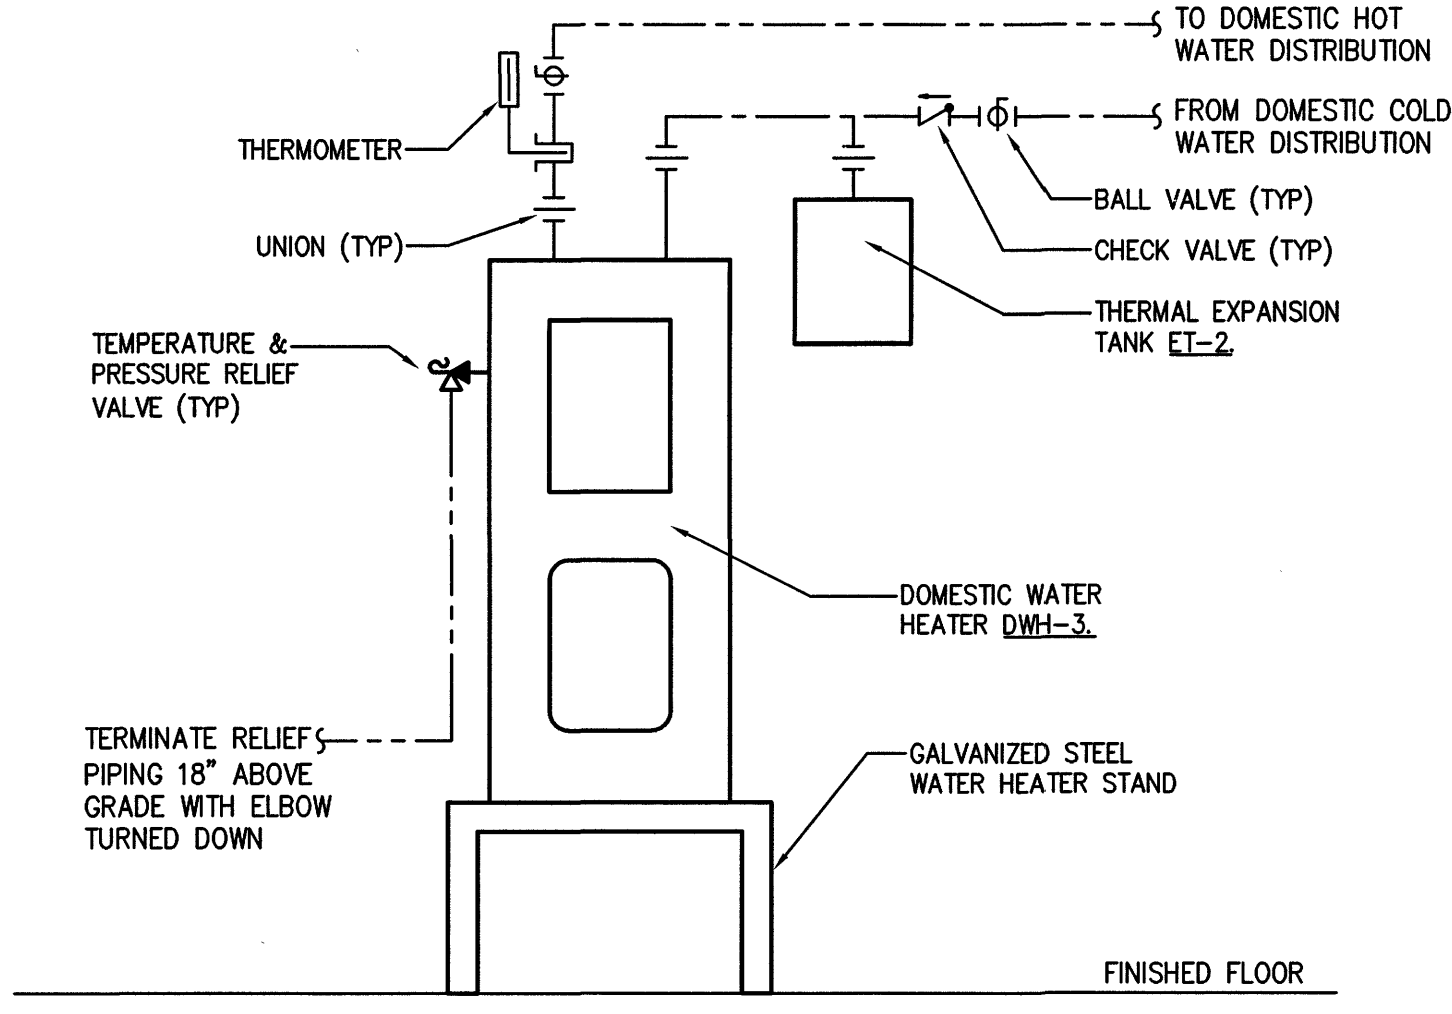 TO DOMESTIC HOT
WATER DISTRIBUTION
FROM DOMESTIC COLD
WATER DISTRIBUTION
THERMOMETER
BALL VALVE (TYP)
UNION (TYP)
CHECK VALVE (TYP)
THERMAL EXPANSION
TANK ET-2.
TEMPERATURE &
PRESSURE RELIEF
VALVE (TYP)
DOMESTIC WATER
HEATER DWH-3.
TERMINATE RELIEF
PIPING 18" ABOVE
GRADE WITH ELBOW
TURNED DOWN
GALVANIZED STEEL
WATER HEATER STAND
FINISHED FLOOR